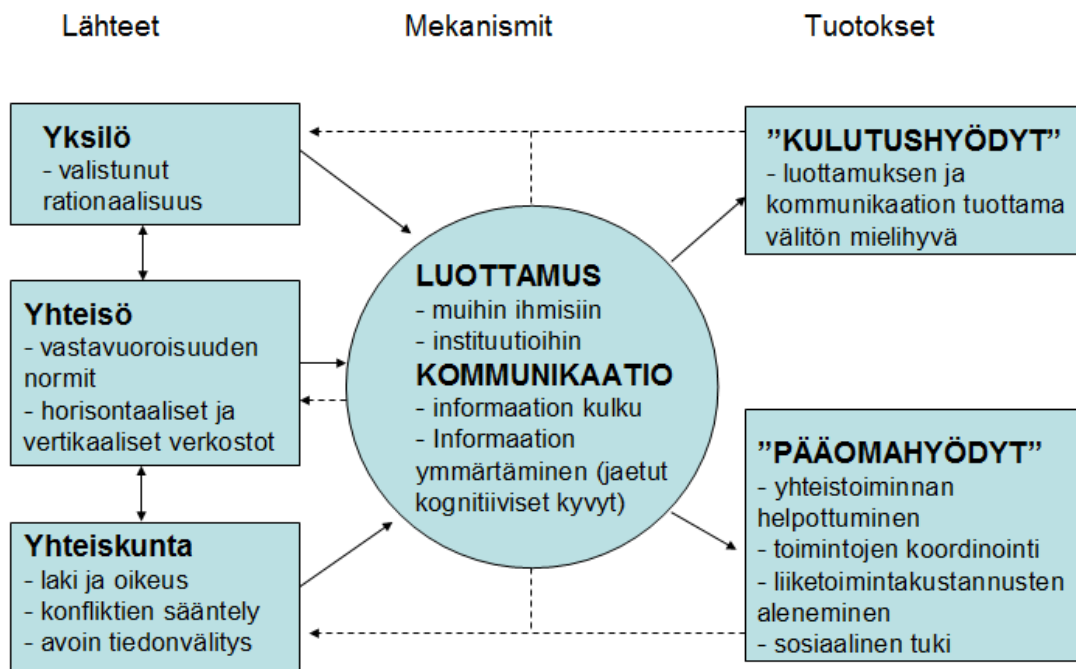 Lähteet
Mekanismit
Tuotokset
Yksilö
- valistunut
rationaalisuus
Yhteisö
- vastavuoroisuuden
normit
- horisontaaliset ja
vertikaaliset verkostot
Yhteiskunta
- laki ja oikeus
- konfliktien sääntely
- avoin tiedonvälitys
LUOTTAMUS
- muihin ihmisiin
- instituutioihin
KOMMUNIKAATIO
- informaation kulku
- Informaation
ymmärtäminen (jaetut
kognitiiviset kyvyt)
”KULUTUSHYÖDYT”
- luottamuksen ja
kommunikaation tuottama
välitön mielihyvä
”PÄÄOMAHYÖDYT”
- yhteistoiminnan
helpottuminen
- toimintojen koordinointi
- liiketoimintakustannusten
aleneminen
- sosiaalinen tuki